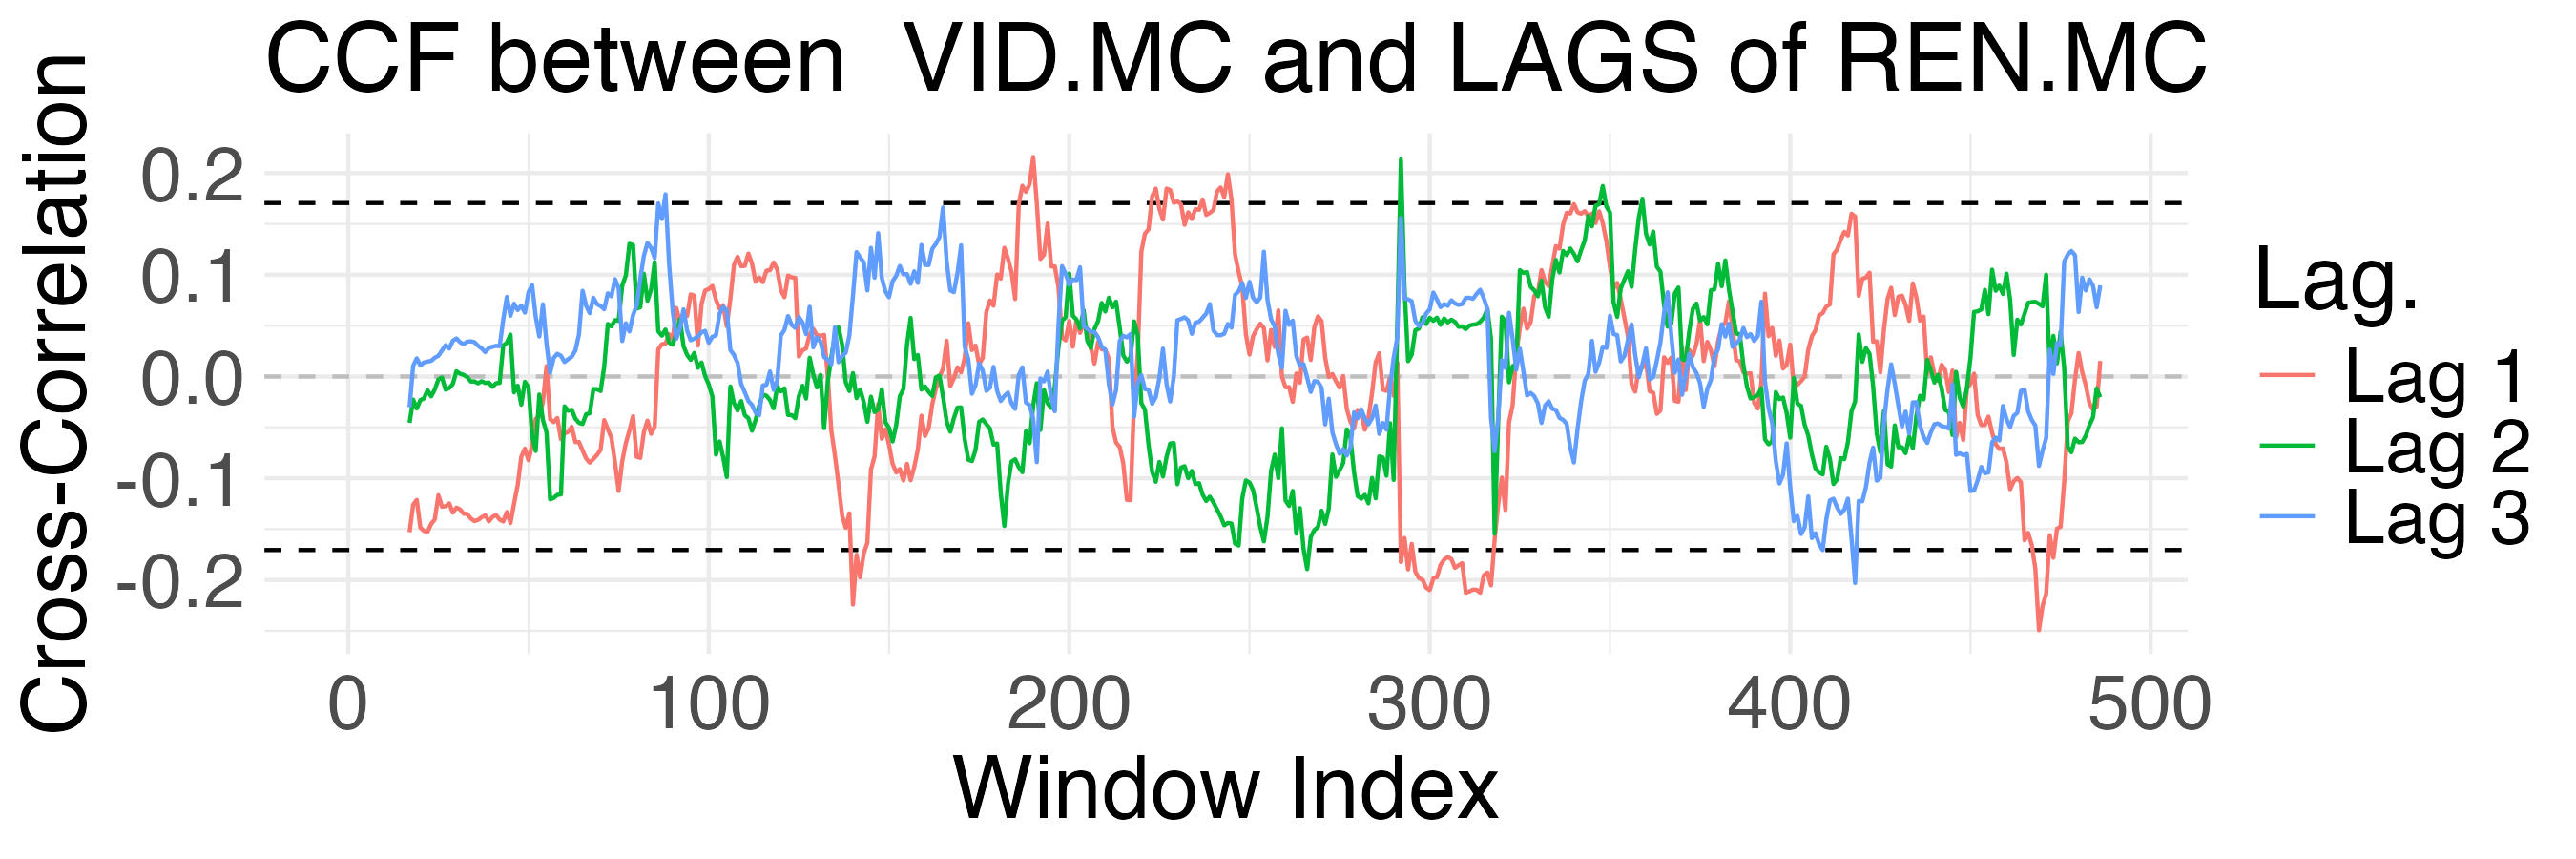 CCF between  VID.MC and LAGS of REN.MC
Cross-Correlation
0.2
0.1
0.0
-0.1
-0.2
0 100 200 300 400 500
Window Index
Lag.
Lag 1
Lag 2
Lag 3